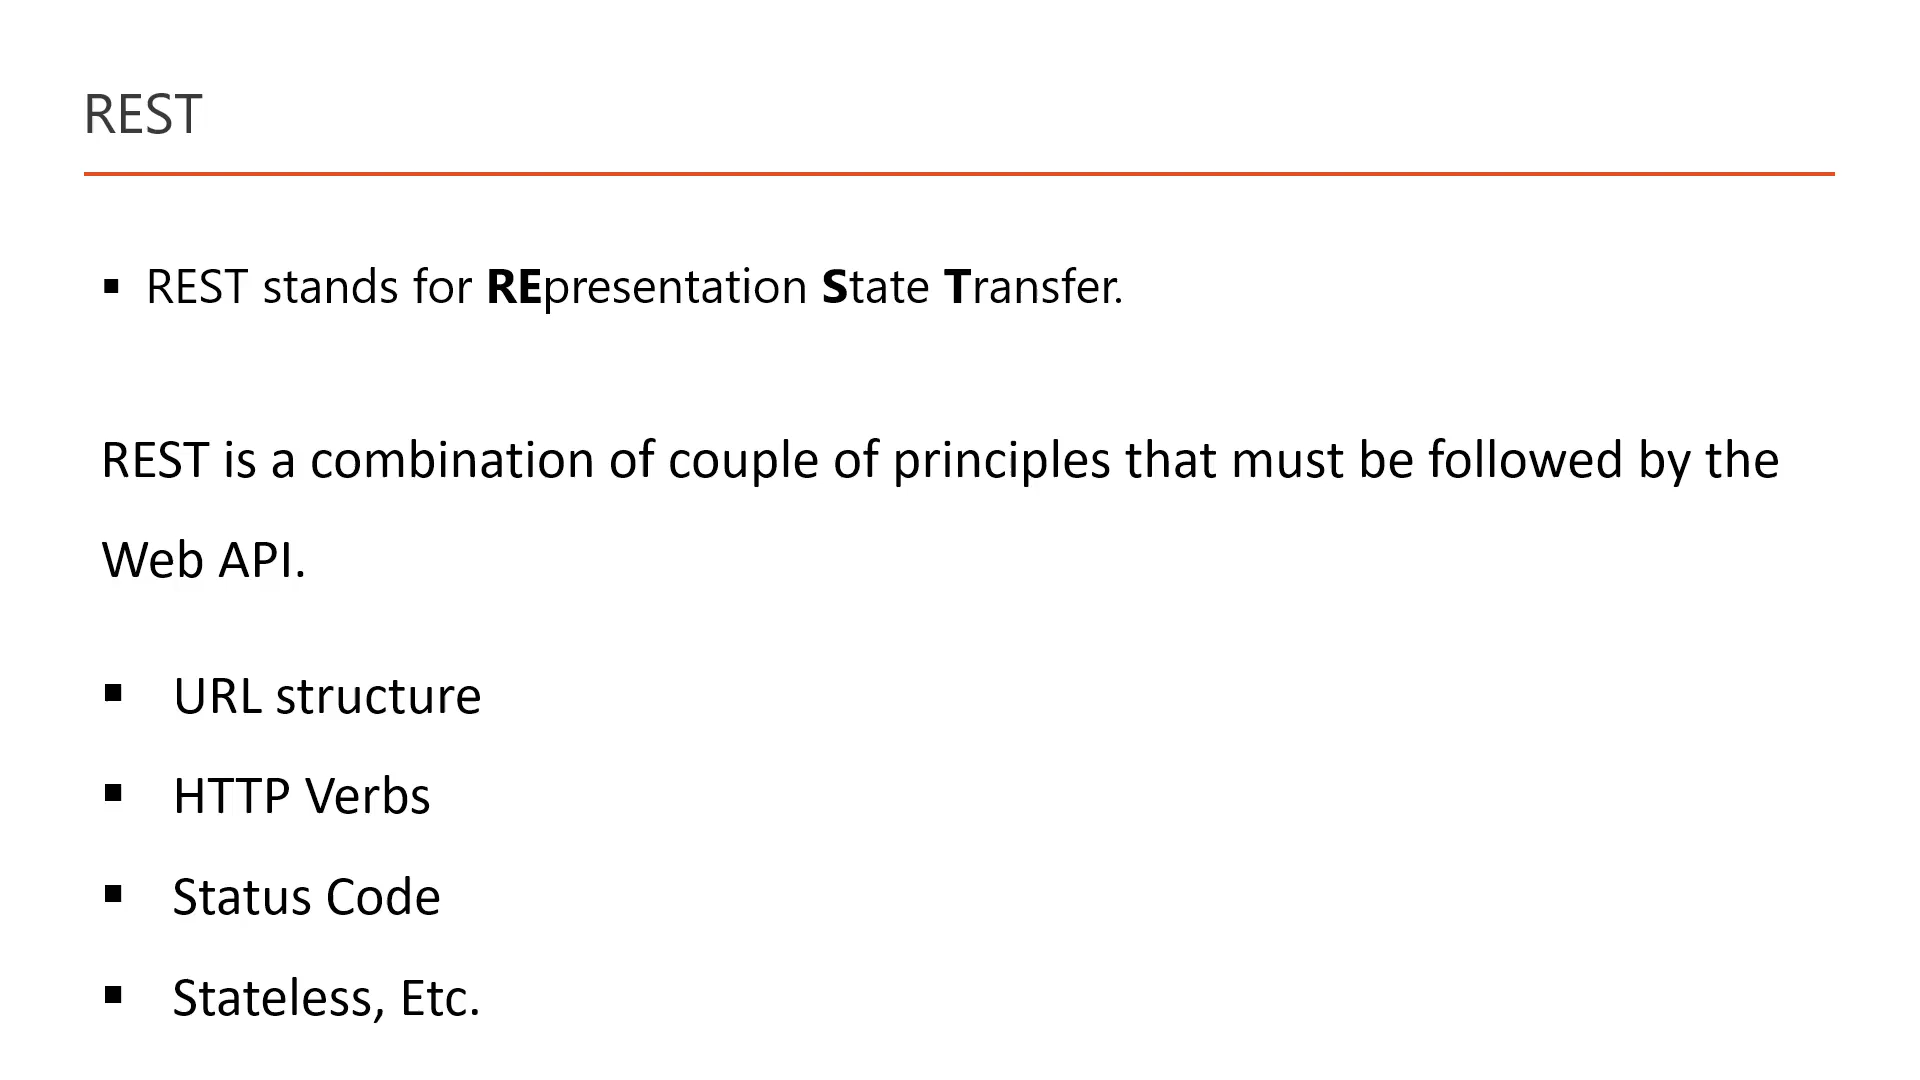 REST
▪ REST stands for REpresentation State Transfer.
REST is a combination of couple of principles that must be followed by the
Web API.
▪ URL structure
▪ HTTP Verbs
▪ Status Code
▪ Stateless, Etc.